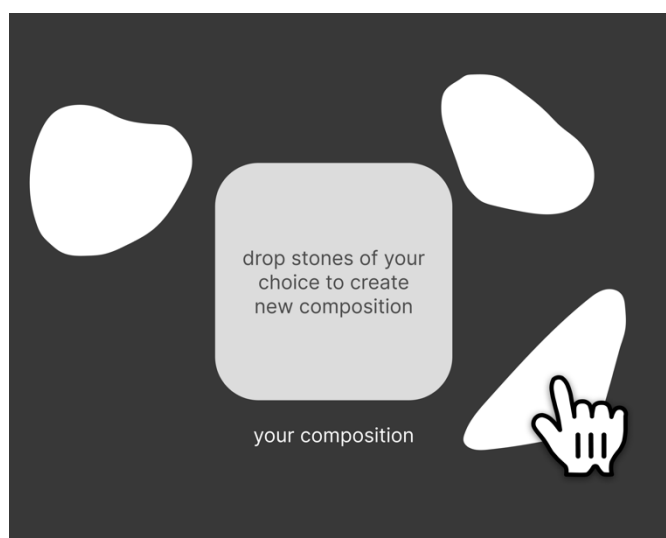 drop stones of your
choice to create
new composition
your composition